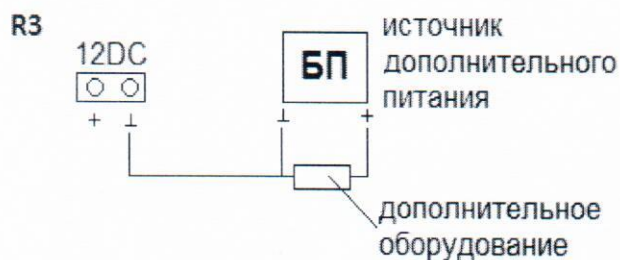 R3
12DC
+ ⊥
БП
⊥ +
источник
дополнительного
питания
дополнительное
оборудование